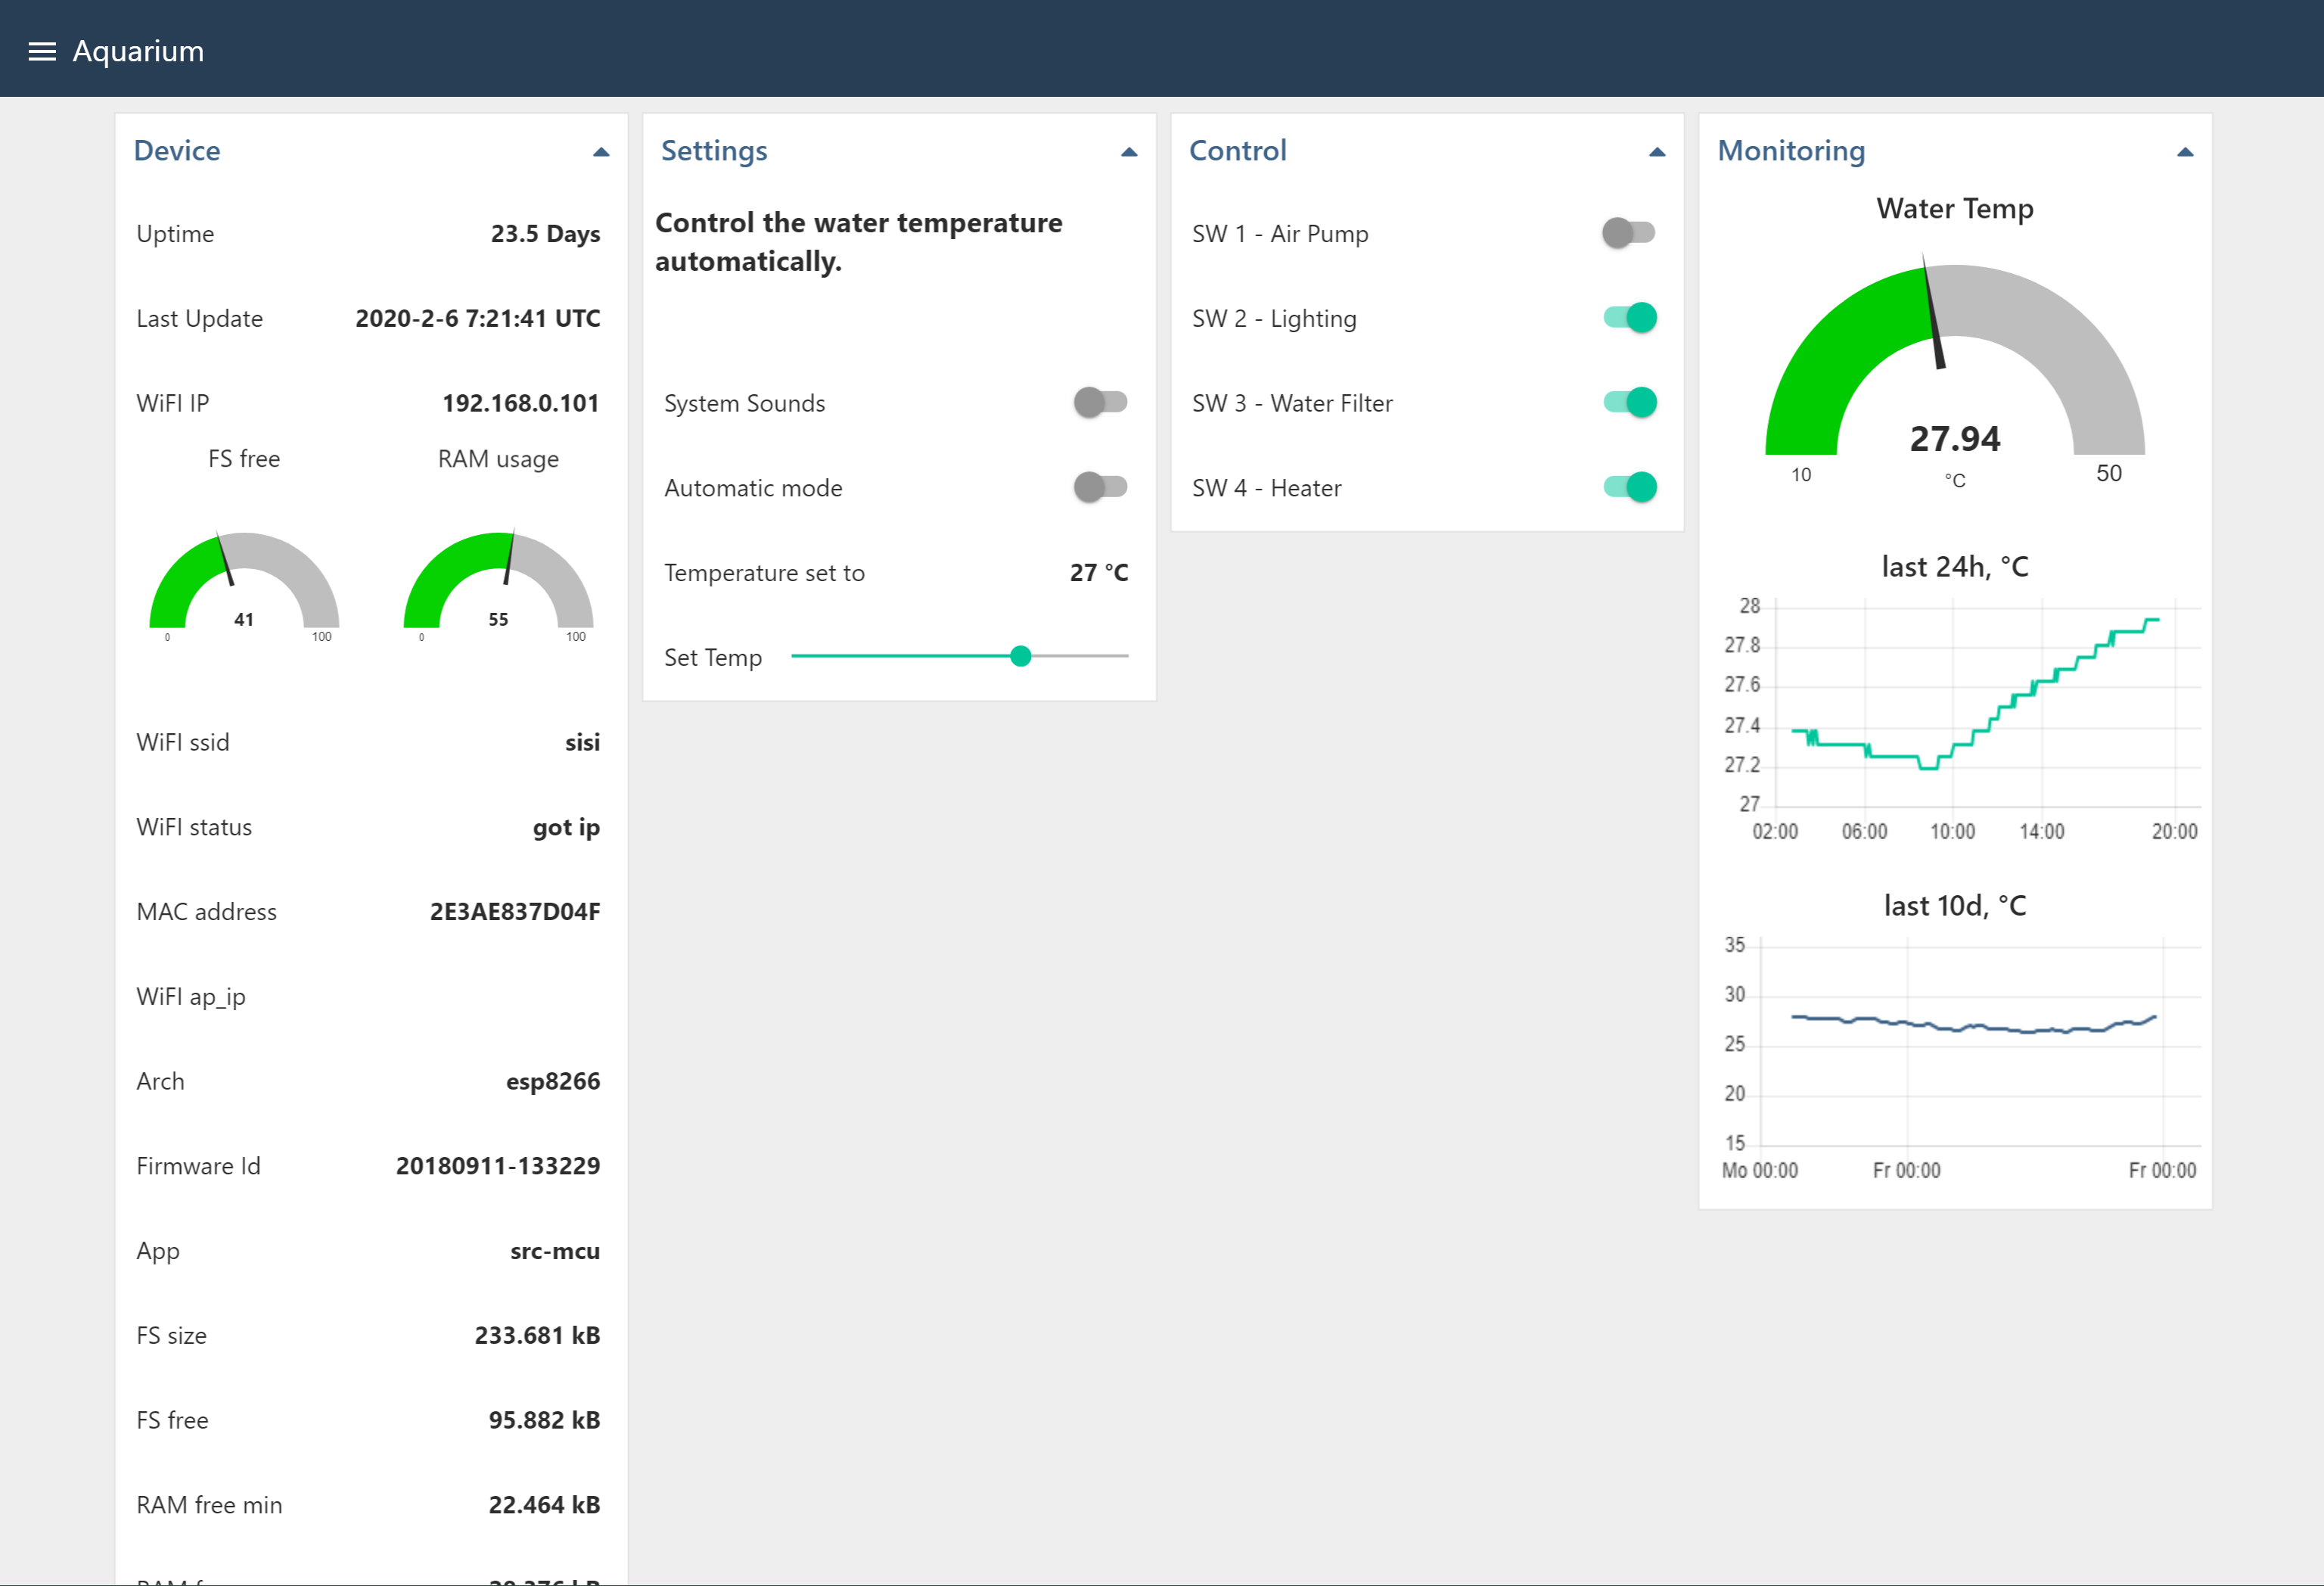 Aquarium
Device
Uptime 23.5 Days
Last Update 2020-2-6 7:21:41 UTC
WiFI IP 192.168.0.101
FS free RAM usage
41 55
0 100 0 100
WiFI ssid sisi
WiFI status got ip
MAC address 2E3AE837D04F
WiFI ap_ip
Arch esp8266
Firmware Id 20180911-133229
App src-mcu
FS size 233.681 kB
FS free 95.882 kB
RAM free min 22.464 kB
Settings
Control the water temperature
automatically.
System Sounds
Automatic mode
Temperature set to 27 °C
Set Temp
Control
SW 1 - Air Pump
SW 2 - Lighting
SW 3 - Water Filter
SW 4 - Heater
Monitoring
Water Temp
27.94
10 °C 50
last 24h, °C
28
27.8
27.6
27.4
27.2
27
02:00 06:00 10:00 14:00 20:00
last 10d, °C
35
30
25
20
15
Mo 00:00 Fr 00:00 Fr 00:00